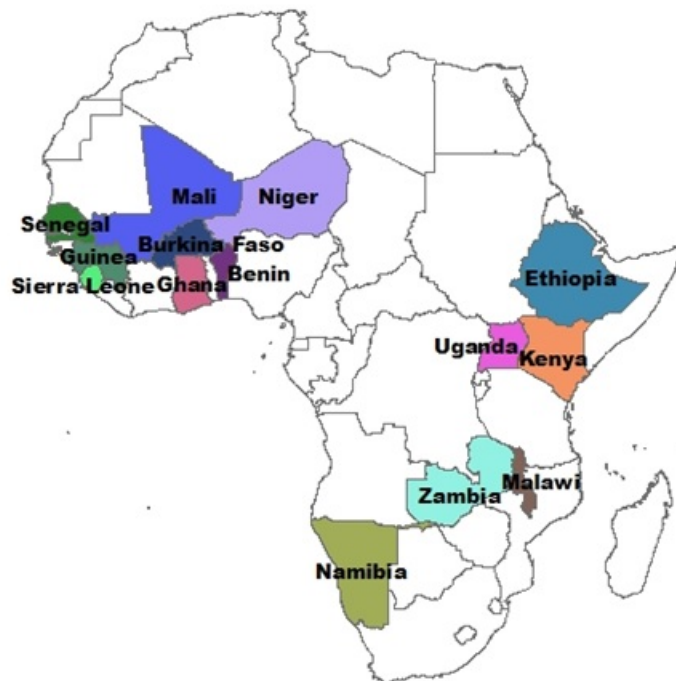 Mali
Niger
Senegal
Burkina Faso
Guinea
Benin
Sierra Leone
Ghana
Ethiopia
Uganda
Kenya
Malawi
Zambia
Namibia